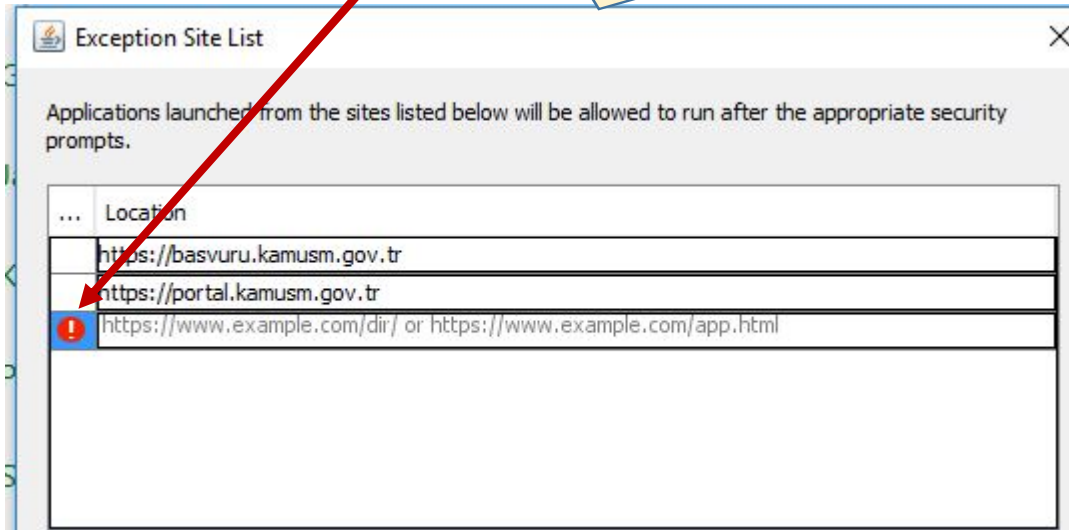 Exception Site List
Applications launched from the sites listed below will be allowed to run after the appropriate security
prompts.
... Location
https://basvuru.kamusm.gov.tr
https://portal.kamusm.gov.tr
https://www.example.com/dir/ or https://www.example.com/app.html